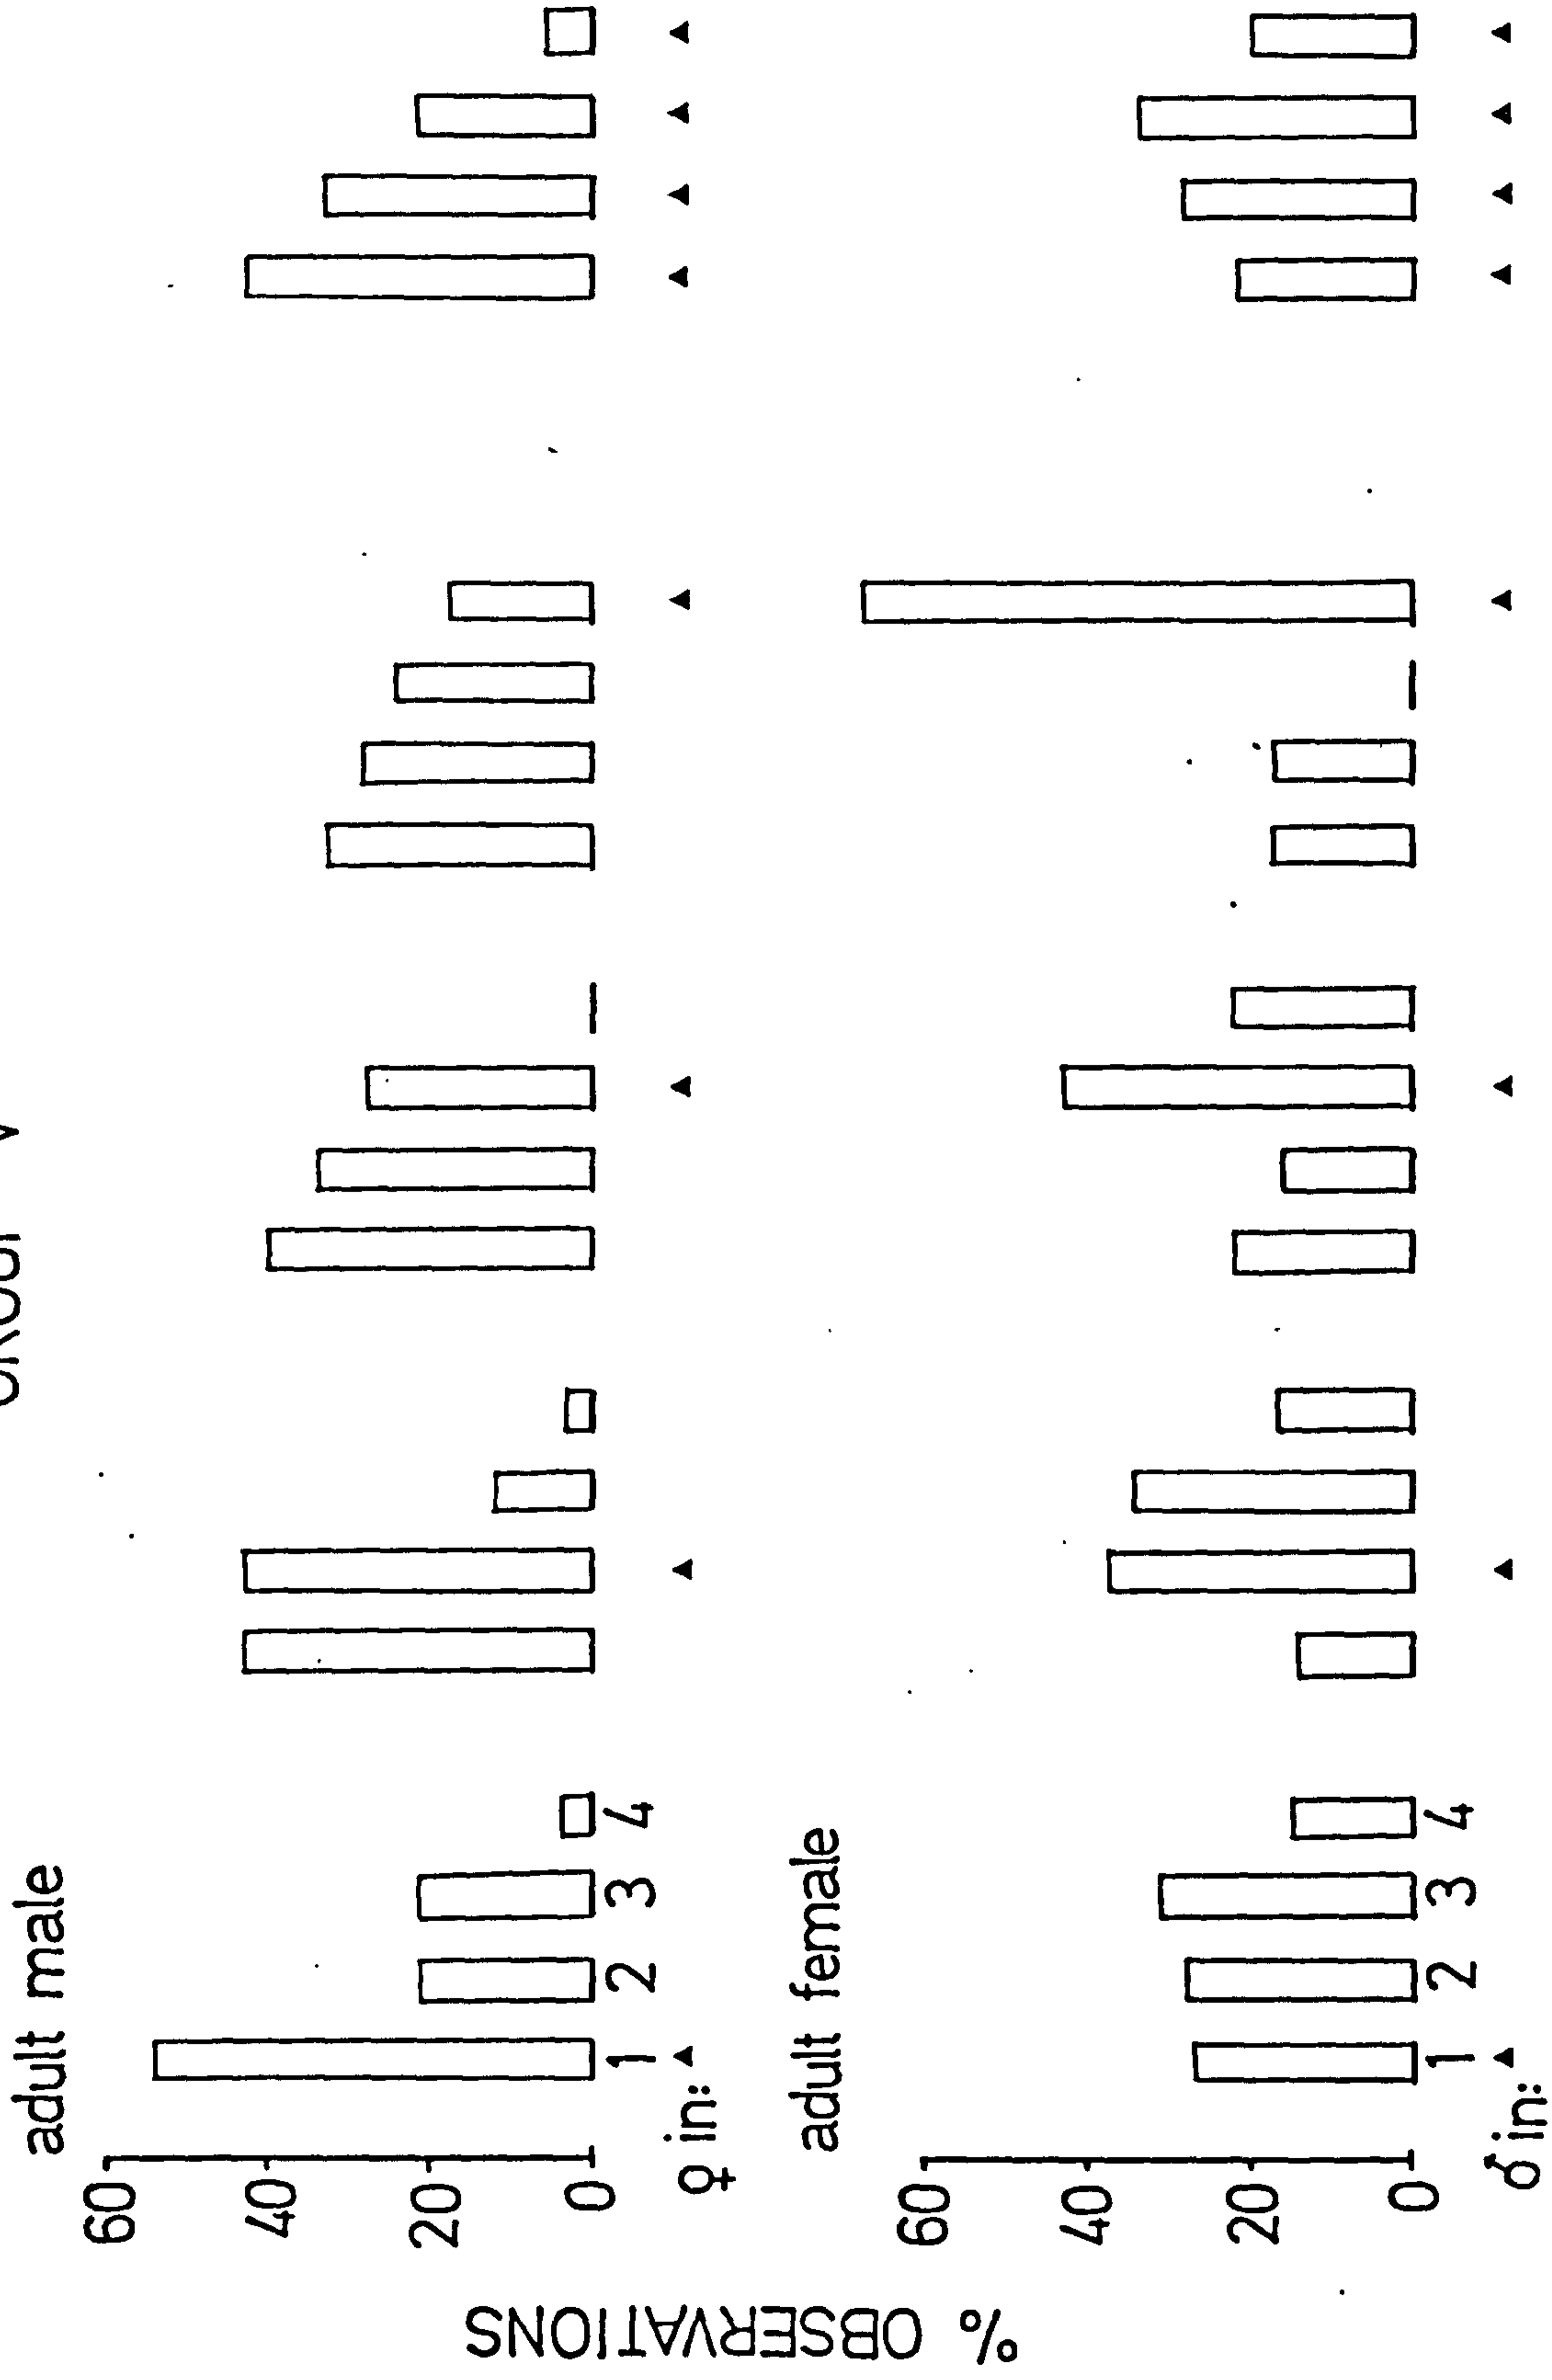 adult male
60
40
20
0
1 2 3 4
♀ in: ▲ ▲ ▲ ▲ ▲ ▲ ▲ ▲
% OBSERVATIONS
adult female
60
40
20
0
1 2 3 4
♂ in: ▲ ▲ ▲ ▲ ▲ ▲ ▲ ▲